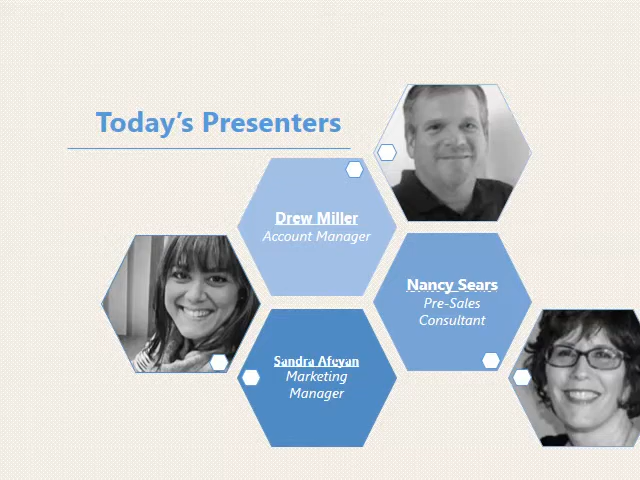 Today's Presenters
Drew Miller
Account Manager
Nancy Sears
Pre-Sales
Consultant
Sandra Afeyan
Marketing
Manager